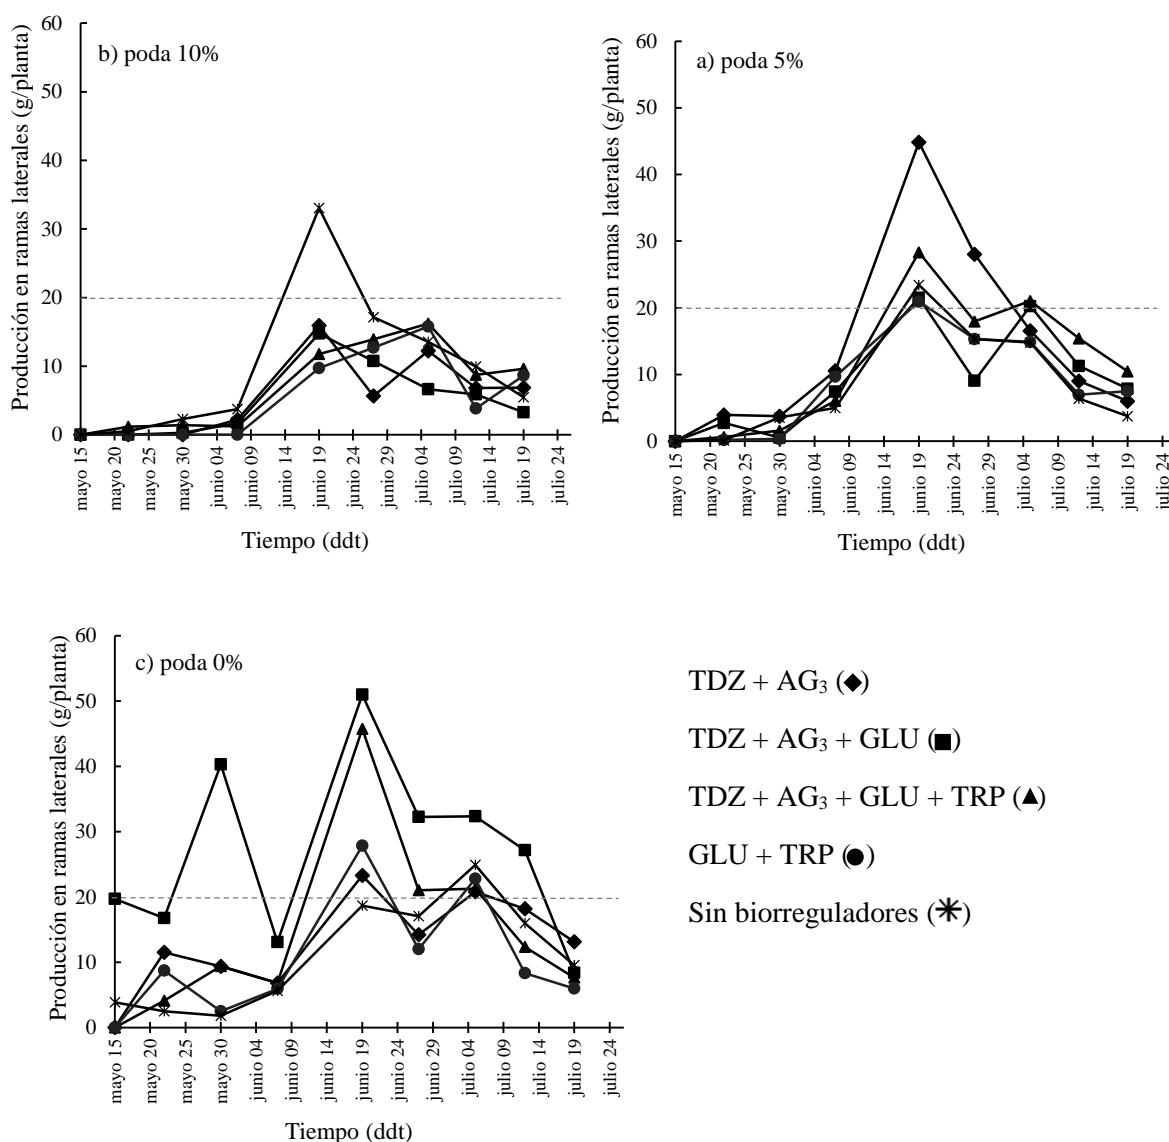 b) poda 10%
Producción en ramas laterales (g/planta)
60
50
40
30
20
10
0
mayo 15
mayo 20
mayo 25
mayo 30
junio 04
junio 09
junio 14
junio 19
junio 24
junio 29
julio 04
julio 09
julio 14
julio 19
julio 24
Tiempo (ddt)
a) poda 5%
Producción en ramas laterales (g/planta)
60
50
40
30
20
10
0
mayo 15
mayo 20
mayo 25
mayo 30
junio 04
junio 09
junio 14
junio 19
junio 24
junio 29
julio 04
julio 09
julio 14
julio 19
julio 24
Tiempo (ddt)
c) poda 0%
Producción en ramas laterales (g/planta)
60
50
40
30
20
10
0
mayo 15
mayo 20
mayo 25
mayo 30
junio 04
junio 09
junio 14
junio 19
junio 24
junio 29
julio 04
julio 09
julio 14
julio 19
julio 24
Tiempo (ddt)
TDZ + AG₃ (◆)
TDZ + AG₃ + GLU (■)
TDZ + AG₃ + GLU + TRP (▲)
GLU + TRP (●)
Sin biorreguladores (✳)